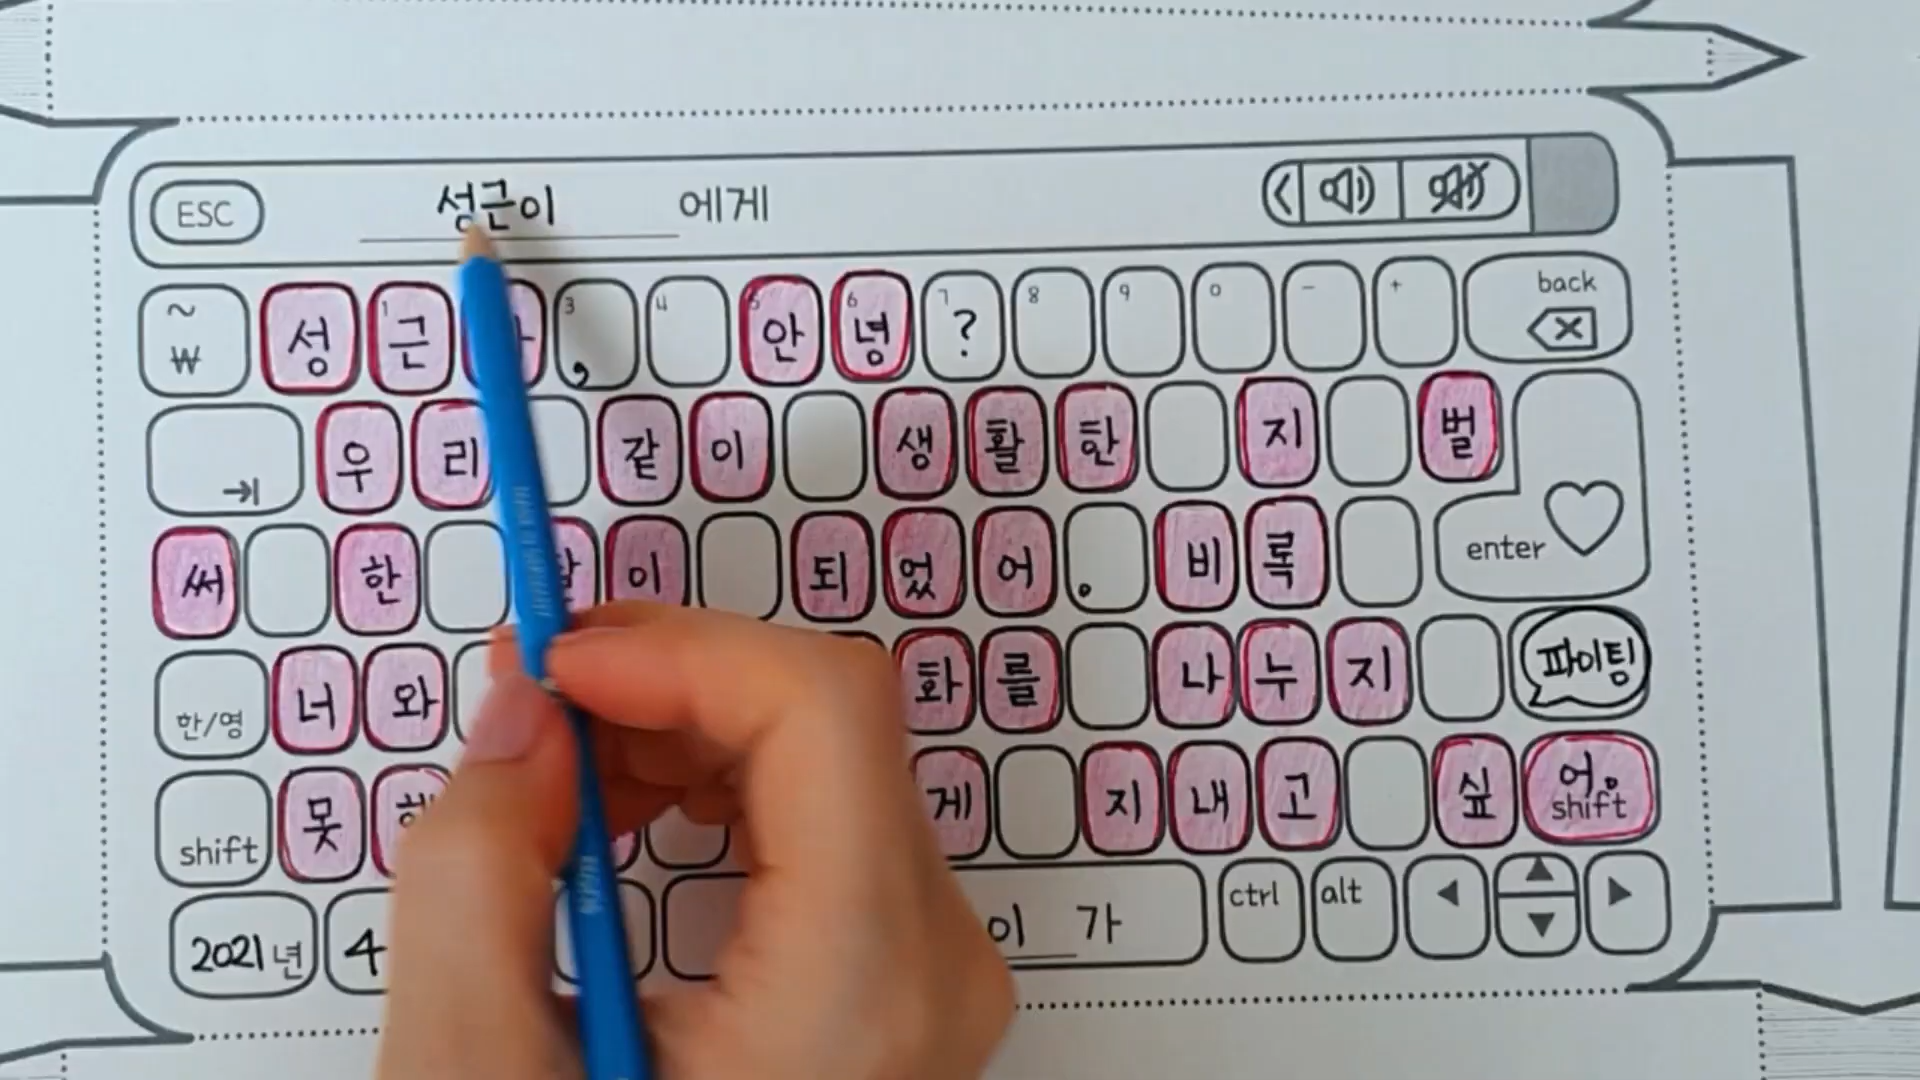 ESC 성근이 에게
~ ₩ 성 1 근 3 , 4 5 안 6 녕 7 ? 8 9 0 - + back
우 리 같 이 생 활 한 지 벌
써 한 이 되 었 어 . 비 록 enter
한/영 너 와 화 를 나 누 지 파이팅
shift 못 게 지 내 고 싶 어. shift
2021 년 4 이 가 ctrl alt